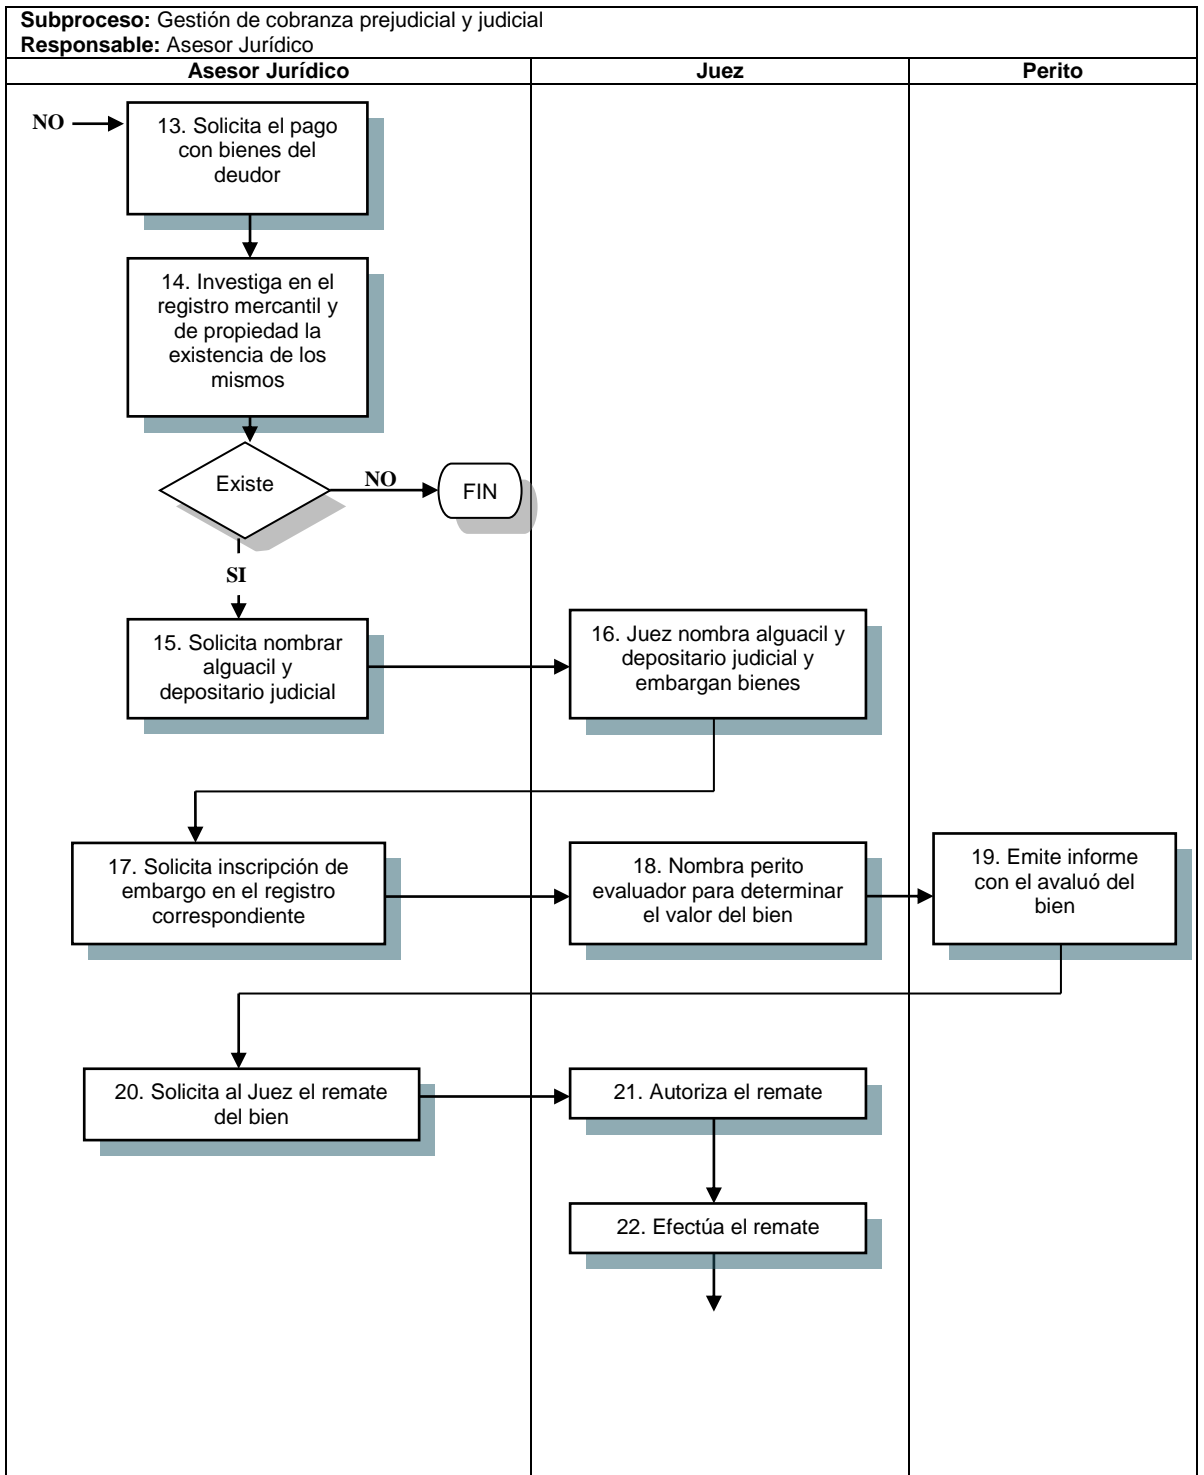 Subproceso: Gestión de cobranza prejudicial y judicial
Responsable: Asesor Jurídico
Asesor Jurídico
Juez
Perito
NO
13. Solicita el pago
con bienes del
deudor
14. Investiga en el
registro mercantil y
de propiedad la
existencia de los
mismos
Existe
NO
FIN
SI
15. Solicita nombrar
alguacil y
depositario judicial
16. Juez nombra alguacil y
depositario judicial y
embargan bienes
17. Solicita inscripción de
embargo en el registro
correspondiente
18. Nombra perito
evaluador para determinar
el valor del bien
19. Emite informe
con el avaluó del
bien
20. Solicita al Juez el remate
del bien
21. Autoriza el remate
22. Efectúa el remate